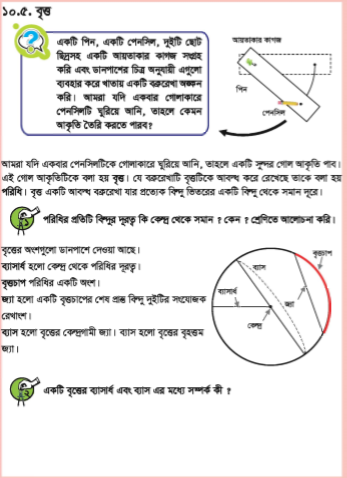 ১০.৫. বৃত্ত
একটি পিন, একটি পেনসিল, দুইটি ছোট
ছিদ্রসহ একটি আয়তাকার কাগজ সংগ্রহ
করি এবং ডানপাশের চিত্র অনুযায়ী এগুলো
ব্যবহার করে খাতায় একটি বক্ররেখা অঙ্কন
করি। আমরা যদি একবার গোলাকারে
পেনসিলটি ঘুরিয়ে আনি, তাহলে কেমন
আকৃতি তৈরি করতে পারব?
আয়তাকার কাগজ
পিন
পেনসিল
আমরা যদি একবার পেনসিলটিকে গোলাকারে ঘুরিয়ে আনি, তাহলে একটি সুন্দর গোল আকৃতি পাব।
এই গোল আকৃতিটিকে বলা হয় বৃত্ত। যে বক্ররেখাটি বৃত্তটিকে আবদ্ধ করে রেখেছে তাকে বলা হয়
পরিধি। বৃত্ত একটি আবদ্ধ বক্ররেখা যার প্রত্যেক বিন্দু ভিতরের একটি বিন্দু থেকে সমান দূরে।
পরিধির প্রতিটি বিন্দুর দূরত্ব কি কেন্দ্র থেকে সমান? কেন? শ্রেণিতে আলোচনা করি।
বৃত্তের অংশগুলো ডানপাশে দেওয়া আছে।
ব্যাসার্ধ হলো কেন্দ্র থেকে পরিধির দূরত্ব।
বৃত্তচাপ পরিধির একটি অংশ।
জ্যা হলো একটি বৃত্তচাপের শেষ প্রান্ত বিন্দু দুইটির সংযোজক
রেখাংশ।
ব্যাস হলো বৃত্তের কেন্দ্রগামী জ্যা। ব্যাস হলো বৃত্তের বৃহত্তম
জ্যা।
বৃত্তচাপ
ব্যাস
ব্যাসার্ধ
জ্যা
কেন্দ্র
একটি বৃত্তের ব্যাসার্ধ এবং ব্যাস এর মধ্যে সম্পর্ক কী?